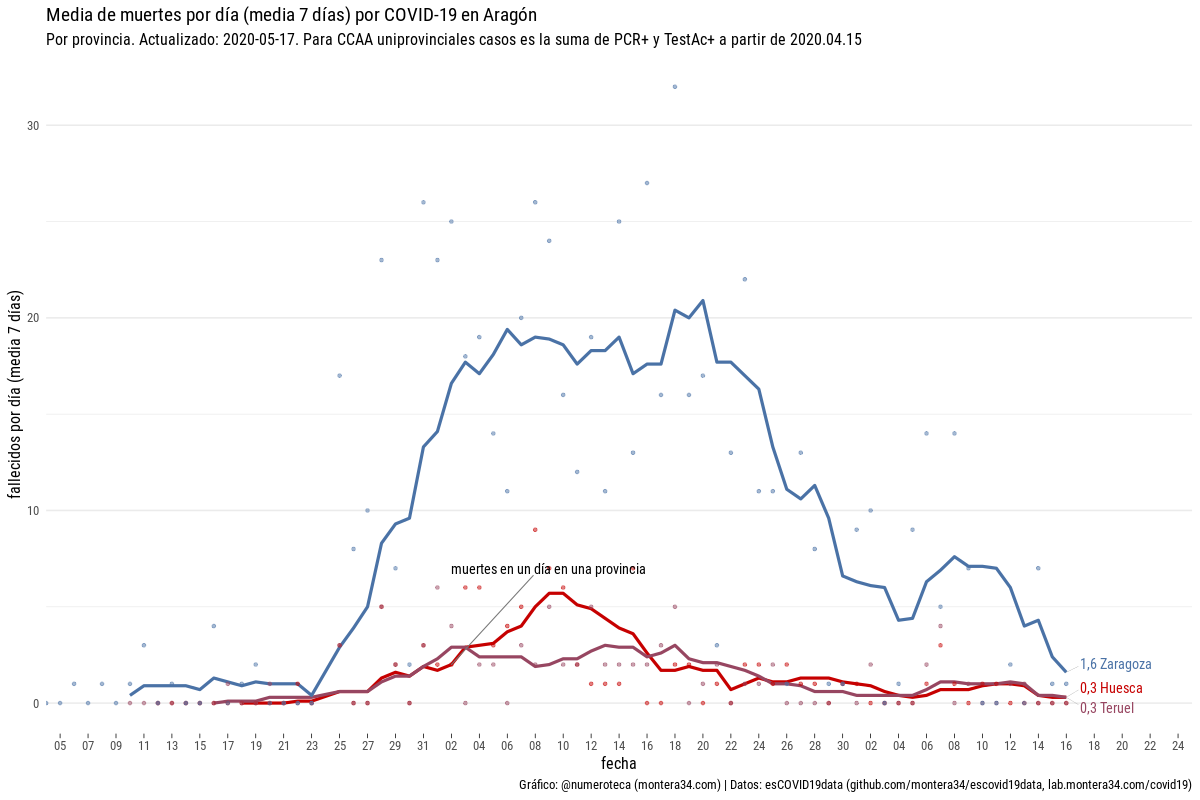 Media de muertes por día (media 7 días) por COVID-19 en Aragón
Por provincia. Actualizado: 2020-05-17. Para CCAA uniprovinciales casos es la suma de PCR+ y TestAc+ a partir de 2020.04.15
fallecidos por día (media 7 días)
30
20
10
0
muertes en un día en una provincia
1,6 Zaragoza
0,3 Huesca
0,3 Teruel
05 07 09 11 13 15 17 19 21 23 25 27 29 31 02 04 06 08 10 12 14 16 18 20 22 24 26 28 30 02 04 06 08 10 12 14 16 18 20 22 24
fecha
Gráfico: @numeroteca (montera34.com) | Datos: esCOVID19data (github.com/montera34/escovid19data, lab.montera34.com/covid19)